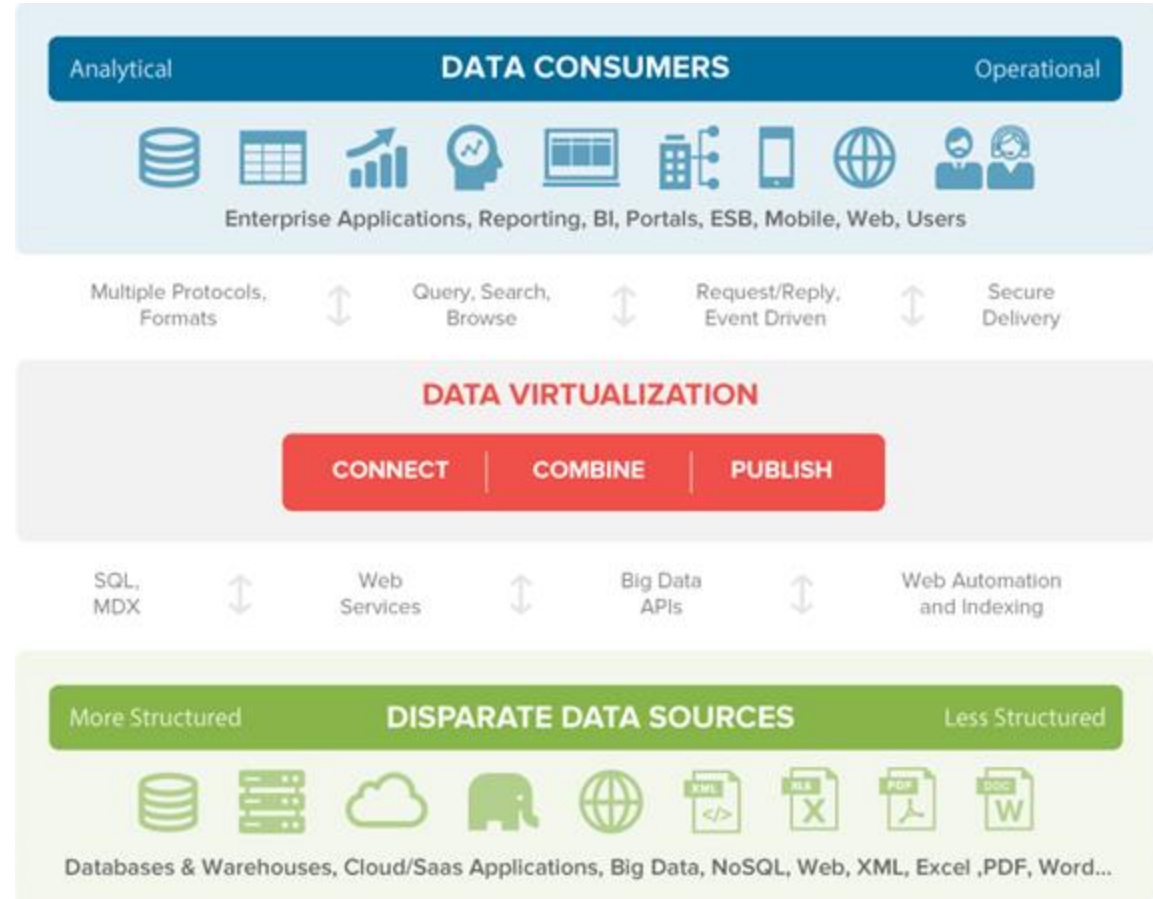 Analytical DATA CONSUMERS Operational
Enterprise Applications, Reporting, BI, Portals, ESB, Mobile, Web, Users
Multiple Protocols,
Formats
Query, Search,
Browse
Request/Reply,
Event Driven
Secure
Delivery
DATA VIRTUALIZATION
CONNECT COMBINE PUBLISH
SQL,
MDX
Web
Services
Big Data
APIs
Web Automation
and Indexing
More Structured DISPARATE DATA SOURCES Less Structured
XML </> XLS X PDF DOC W
Databases & Warehouses, Cloud/Saas Applications, Big Data, NoSQL, Web, XML, Excel ,PDF, Word...